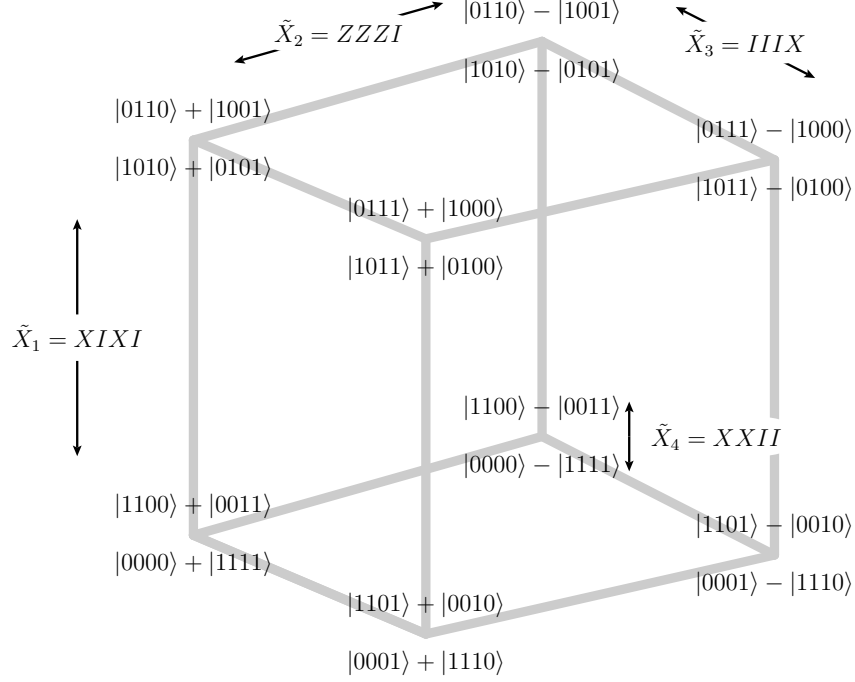 |0110⟩ − |1001⟩
X̃₂ = ZZZI
X̃₃ = IIIX
|1010⟩ − |0101⟩
|0110⟩ + |1001⟩
|0111⟩ − |1000⟩
|1010⟩ + |0101⟩
|1011⟩ − |0100⟩
|0111⟩ + |1000⟩
|1011⟩ + |0100⟩
X̃₁ = XIXI
|1100⟩ − |0011⟩
X̃₄ = XXII
|0000⟩ − |1111⟩
|1100⟩ + |0011⟩
|1101⟩ − |0010⟩
|0000⟩ + |1111⟩
|0001⟩ − |1110⟩
|1101⟩ + |0010⟩
|0001⟩ + |1110⟩